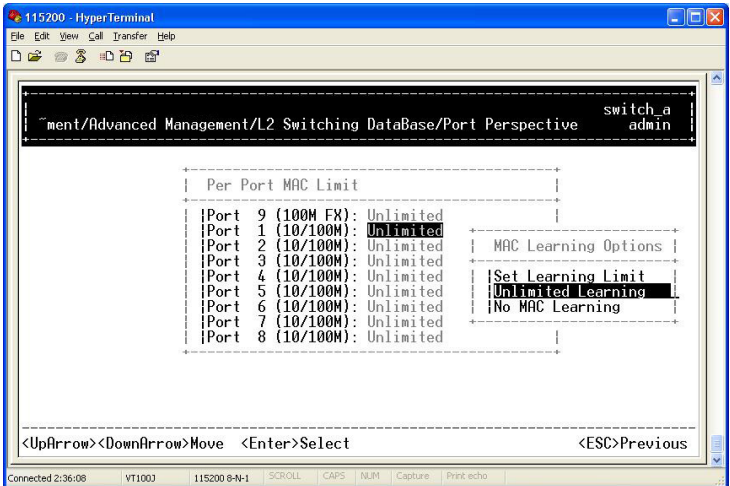 115200 - HyperTerminal
File Edit View Call Transfer Help
switch_a
~ment/Advanced Management/L2 Switching DataBase/Port Perspective admin
Per Port MAC Limit
|Port 9 (100M FX): Unlimited
|Port 1 (10/100M): Unlimited
|Port 2 (10/100M): Unlimited
|Port 3 (10/100M): Unlimited
|Port 4 (10/100M): Unlimited
|Port 5 (10/100M): Unlimited
|Port 6 (10/100M): Unlimited
|Port 7 (10/100M): Unlimited
|Port 8 (10/100M): Unlimited
MAC Learning Options
|Set Learning Limit
|Unlimited Learning
|No MAC Learning
<UpArrow><DownArrow>Move <Enter>Select <ESC>Previous
Connected 2:36:08 VT100J 115200 8-N-1 SCROLL CAPS NUM Capture Print echo